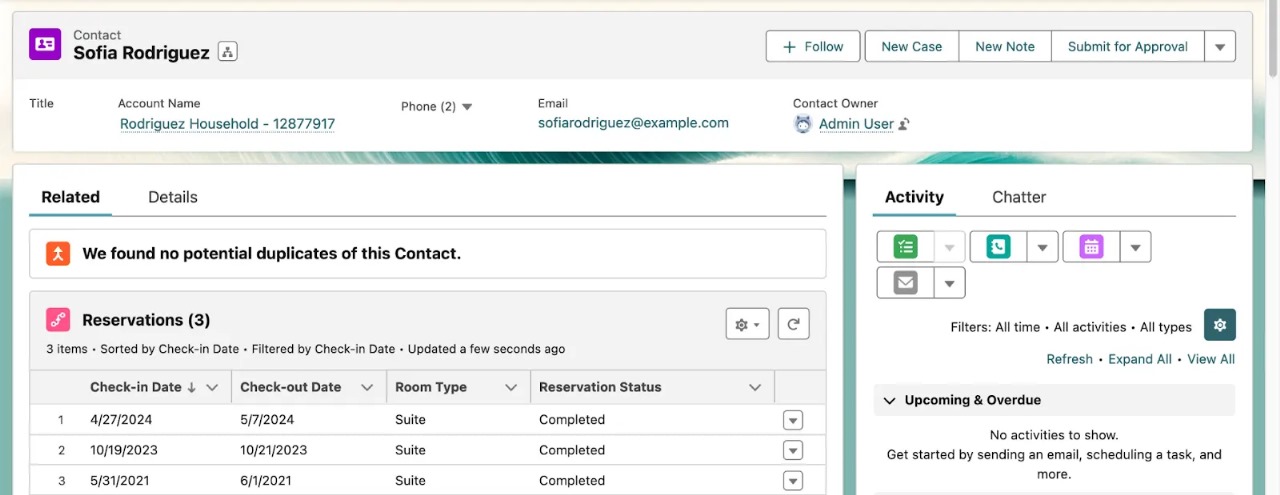 Contact
Sofia Rodriguez
+ Follow
New Case
New Note
Submit for Approval
Title
Account Name
Rodriguez Household - 12877917
Phone (2)
Email
sofiarodriguez@example.com
Contact Owner
Admin User
Related
Details
We found no potential duplicates of this Contact.
Reservations (3)
3 items • Sorted by Check-in Date • Filtered by Check-in Date • Updated a few seconds ago
Check-in Date ↓ Check-out Date Room Type Reservation Status
1 4/27/2024 5/7/2024 Suite Completed
2 10/19/2023 10/21/2023 Suite Completed
3 5/31/2021 6/1/2021 Suite Completed
Activity
Chatter
Filters: All time • All activities • All types
Refresh • Expand All • View All
Upcoming & Overdue
No activities to show.
Get started by sending an email, scheduling a task, and
more.